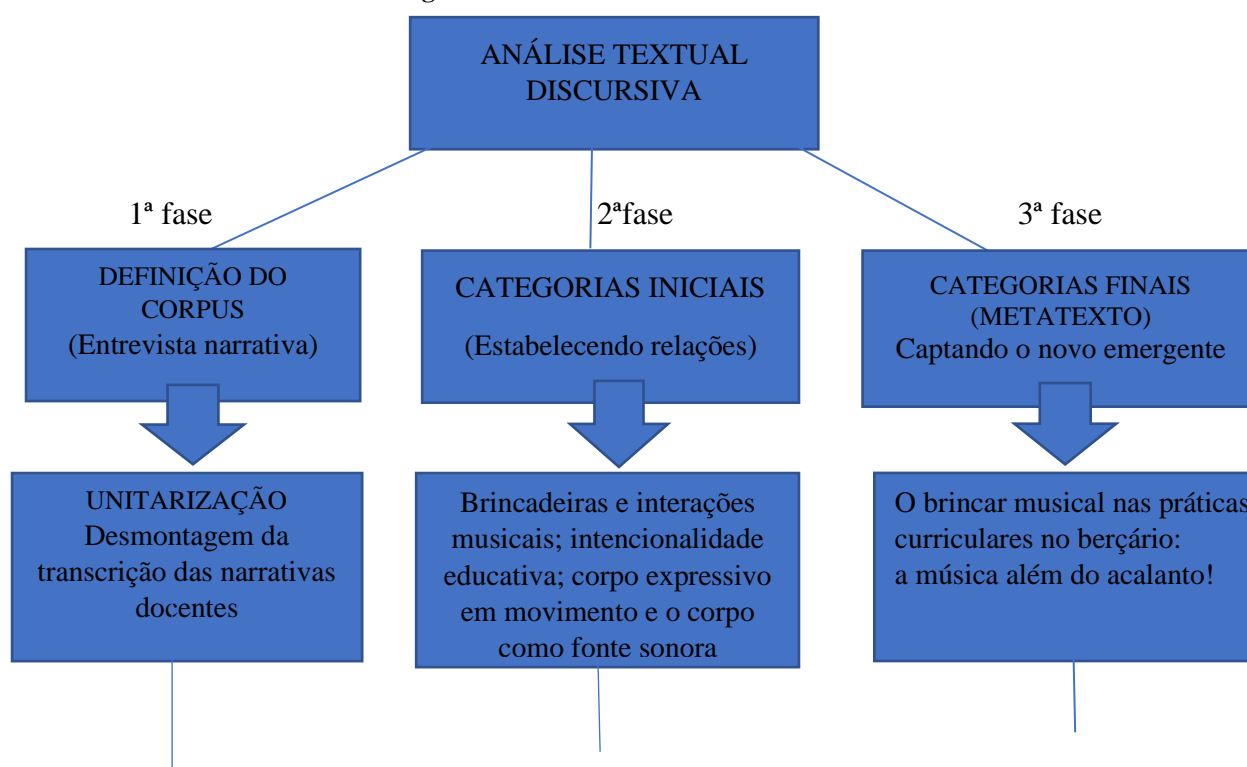 ANÁLISE TEXTUAL
DISCURSIVA
1ª fase
2ªfase
3ª fase
DEFINIÇÃO DO
CORPUS
(Entrevista narrativa)
CATEGORIAS INICIAIS
(Estabelecendo relações)
CATEGORIAS FINAIS
(METATEXTO)
Captando o novo emergente
UNITARIZAÇÃO
Desmontagem da
transcrição das narrativas
docentes
Brincadeiras e interações
musicais; intencionalidade
educativa; corpo expressivo
em movimento e o corpo
como fonte sonora
O brincar musical nas práticas
curriculares no berçário:
a música além do acalanto!